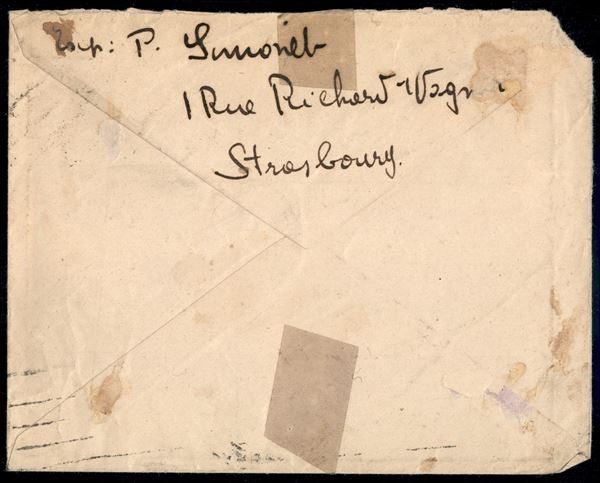 Exp: P. Simonet
1 Rue Richard Wagn
Strasbourg.